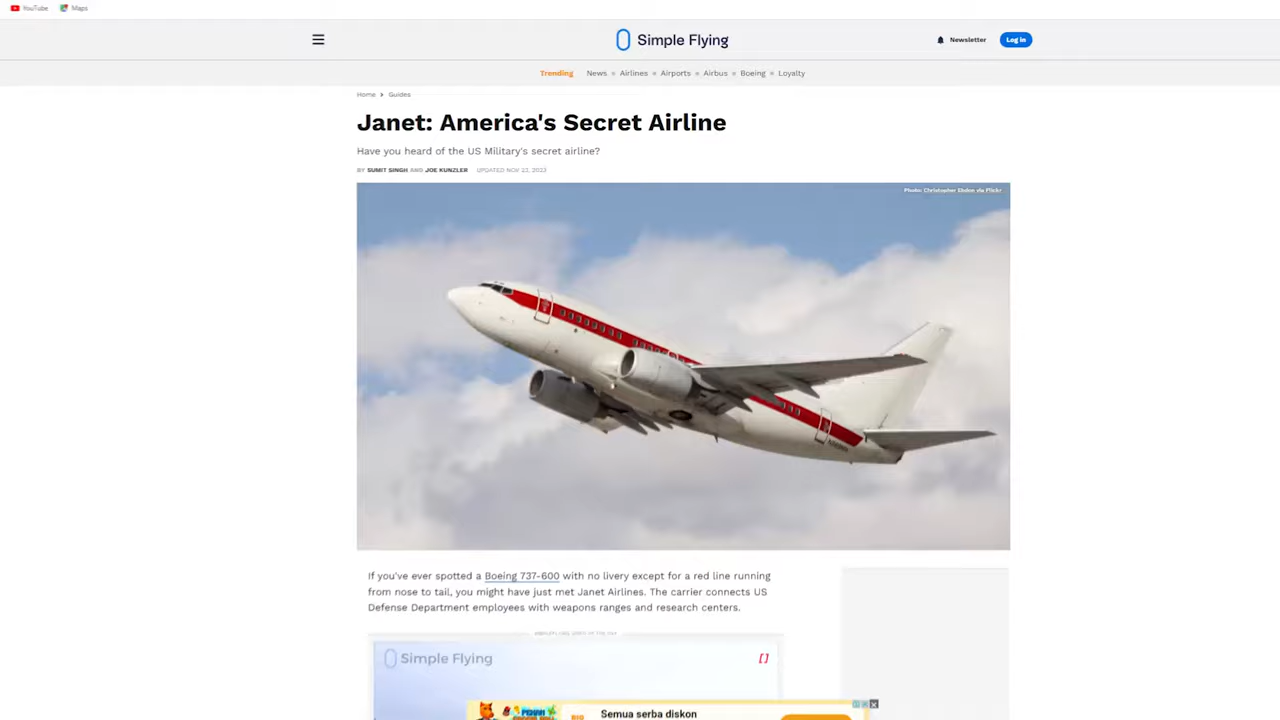 YouTube
Maps
Simple Flying
Newsletter
Log in
Trending
News
Airlines
Airports
Airbus
Boeing
Loyalty
Home
Guides
Janet: America's Secret Airline
Have you heard of the US Military's secret airline?
BY SUMIT SINGH AND JOE KUNZLER UPDATED NOV 23, 2023
Photo: Christopher Ebdon via Flickr
If you've ever spotted a Boeing 737-600 with no livery except for a red line running
from nose to tail, you might have just met Janet Airlines. The carrier connects US
Defense Department employees with weapons ranges and research centers.
Simple Flying
[]
Semua serba diskon